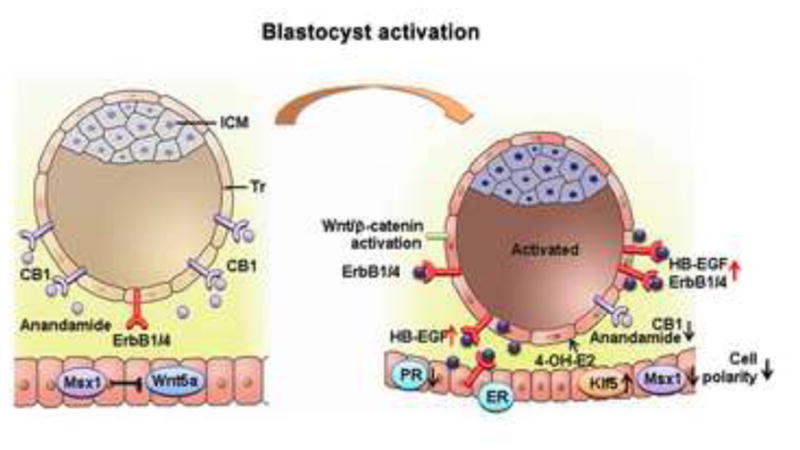 Blastocyst activation
ICM
Tr
CB1
CB1
Anandamide
ErbB1/4
Msx1
Wnt5a
Wnt/β-catenin
activation
Activated
ErbB1/4
HB-EGF
ErbB1/4
HB-EGF
CB1
Anandamide
4-OH-E2
PR
ER
Klf5
Msx1
Cell
polarity